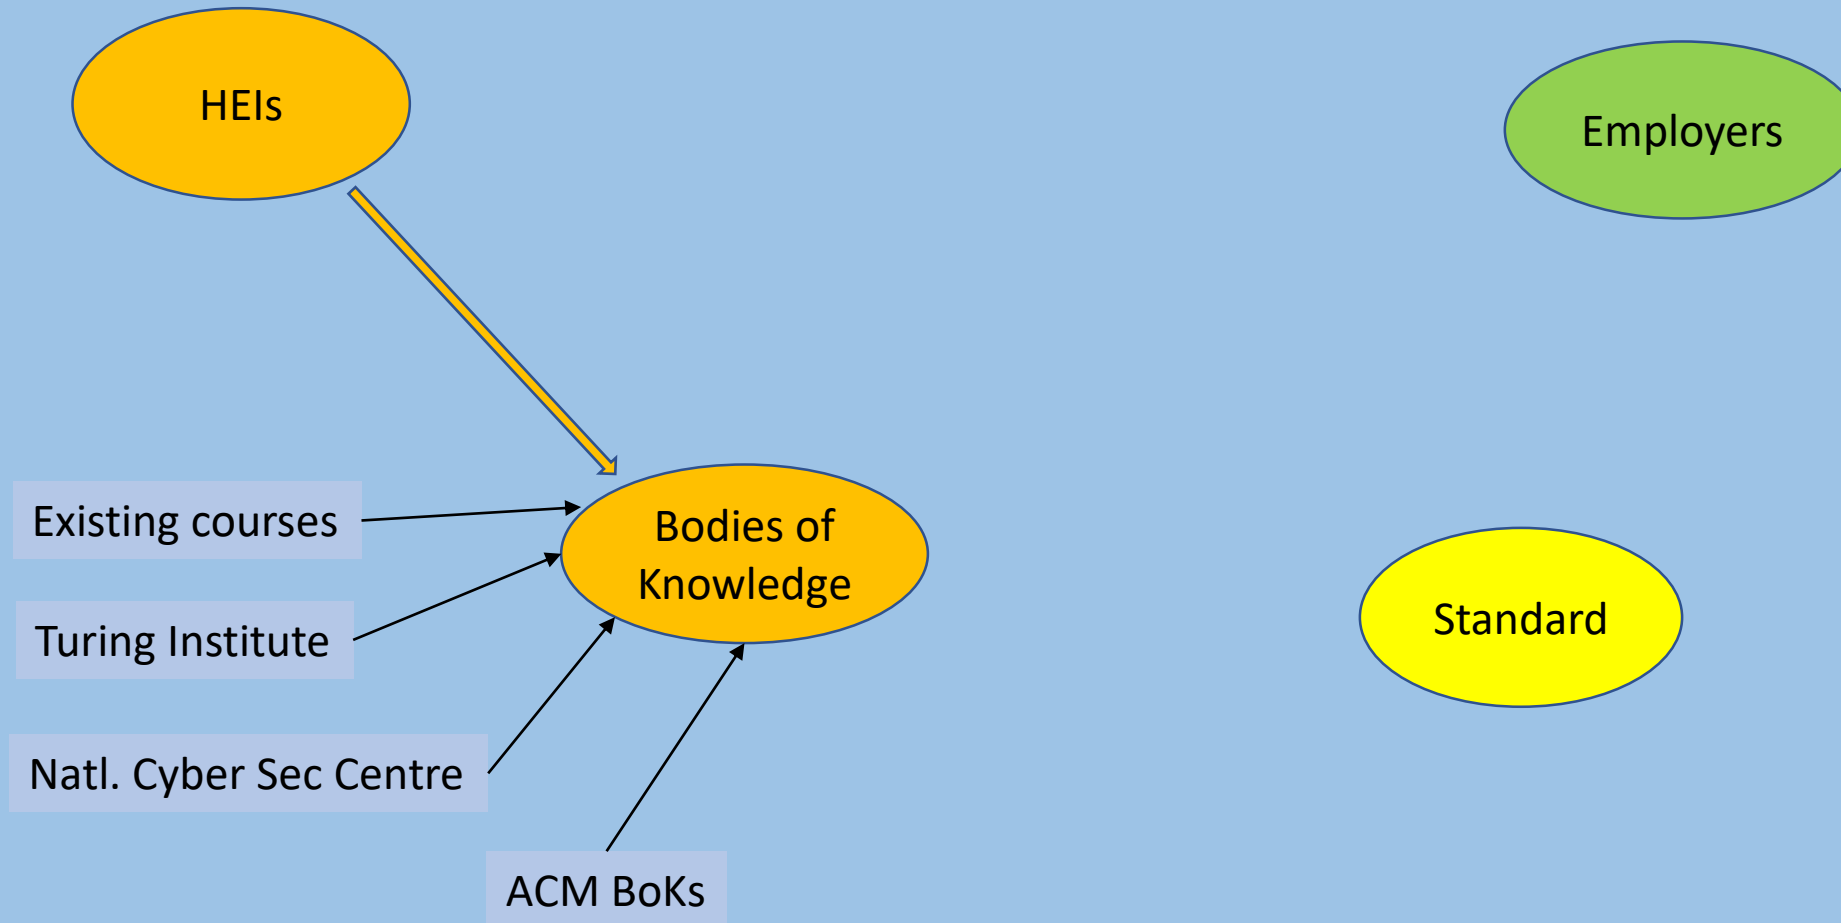 HEIs
Employers
Existing courses
Bodies of
Knowledge
Turing Institute
Standard
Natl. Cyber Sec Centre
ACM BoKs